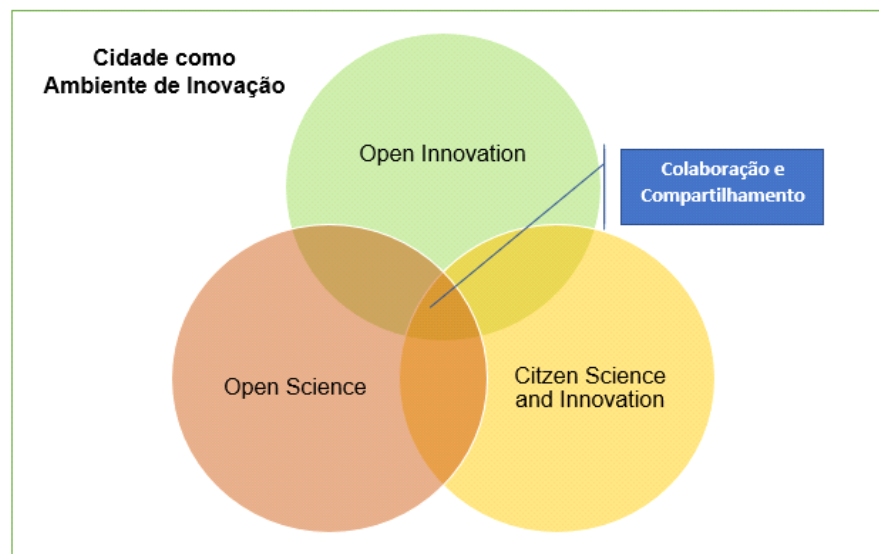 Cidade como
Ambiente de Inovação
Open Innovation
Colaboração e
Compartilhamento
Open Science
Citzen Science
and Innovation